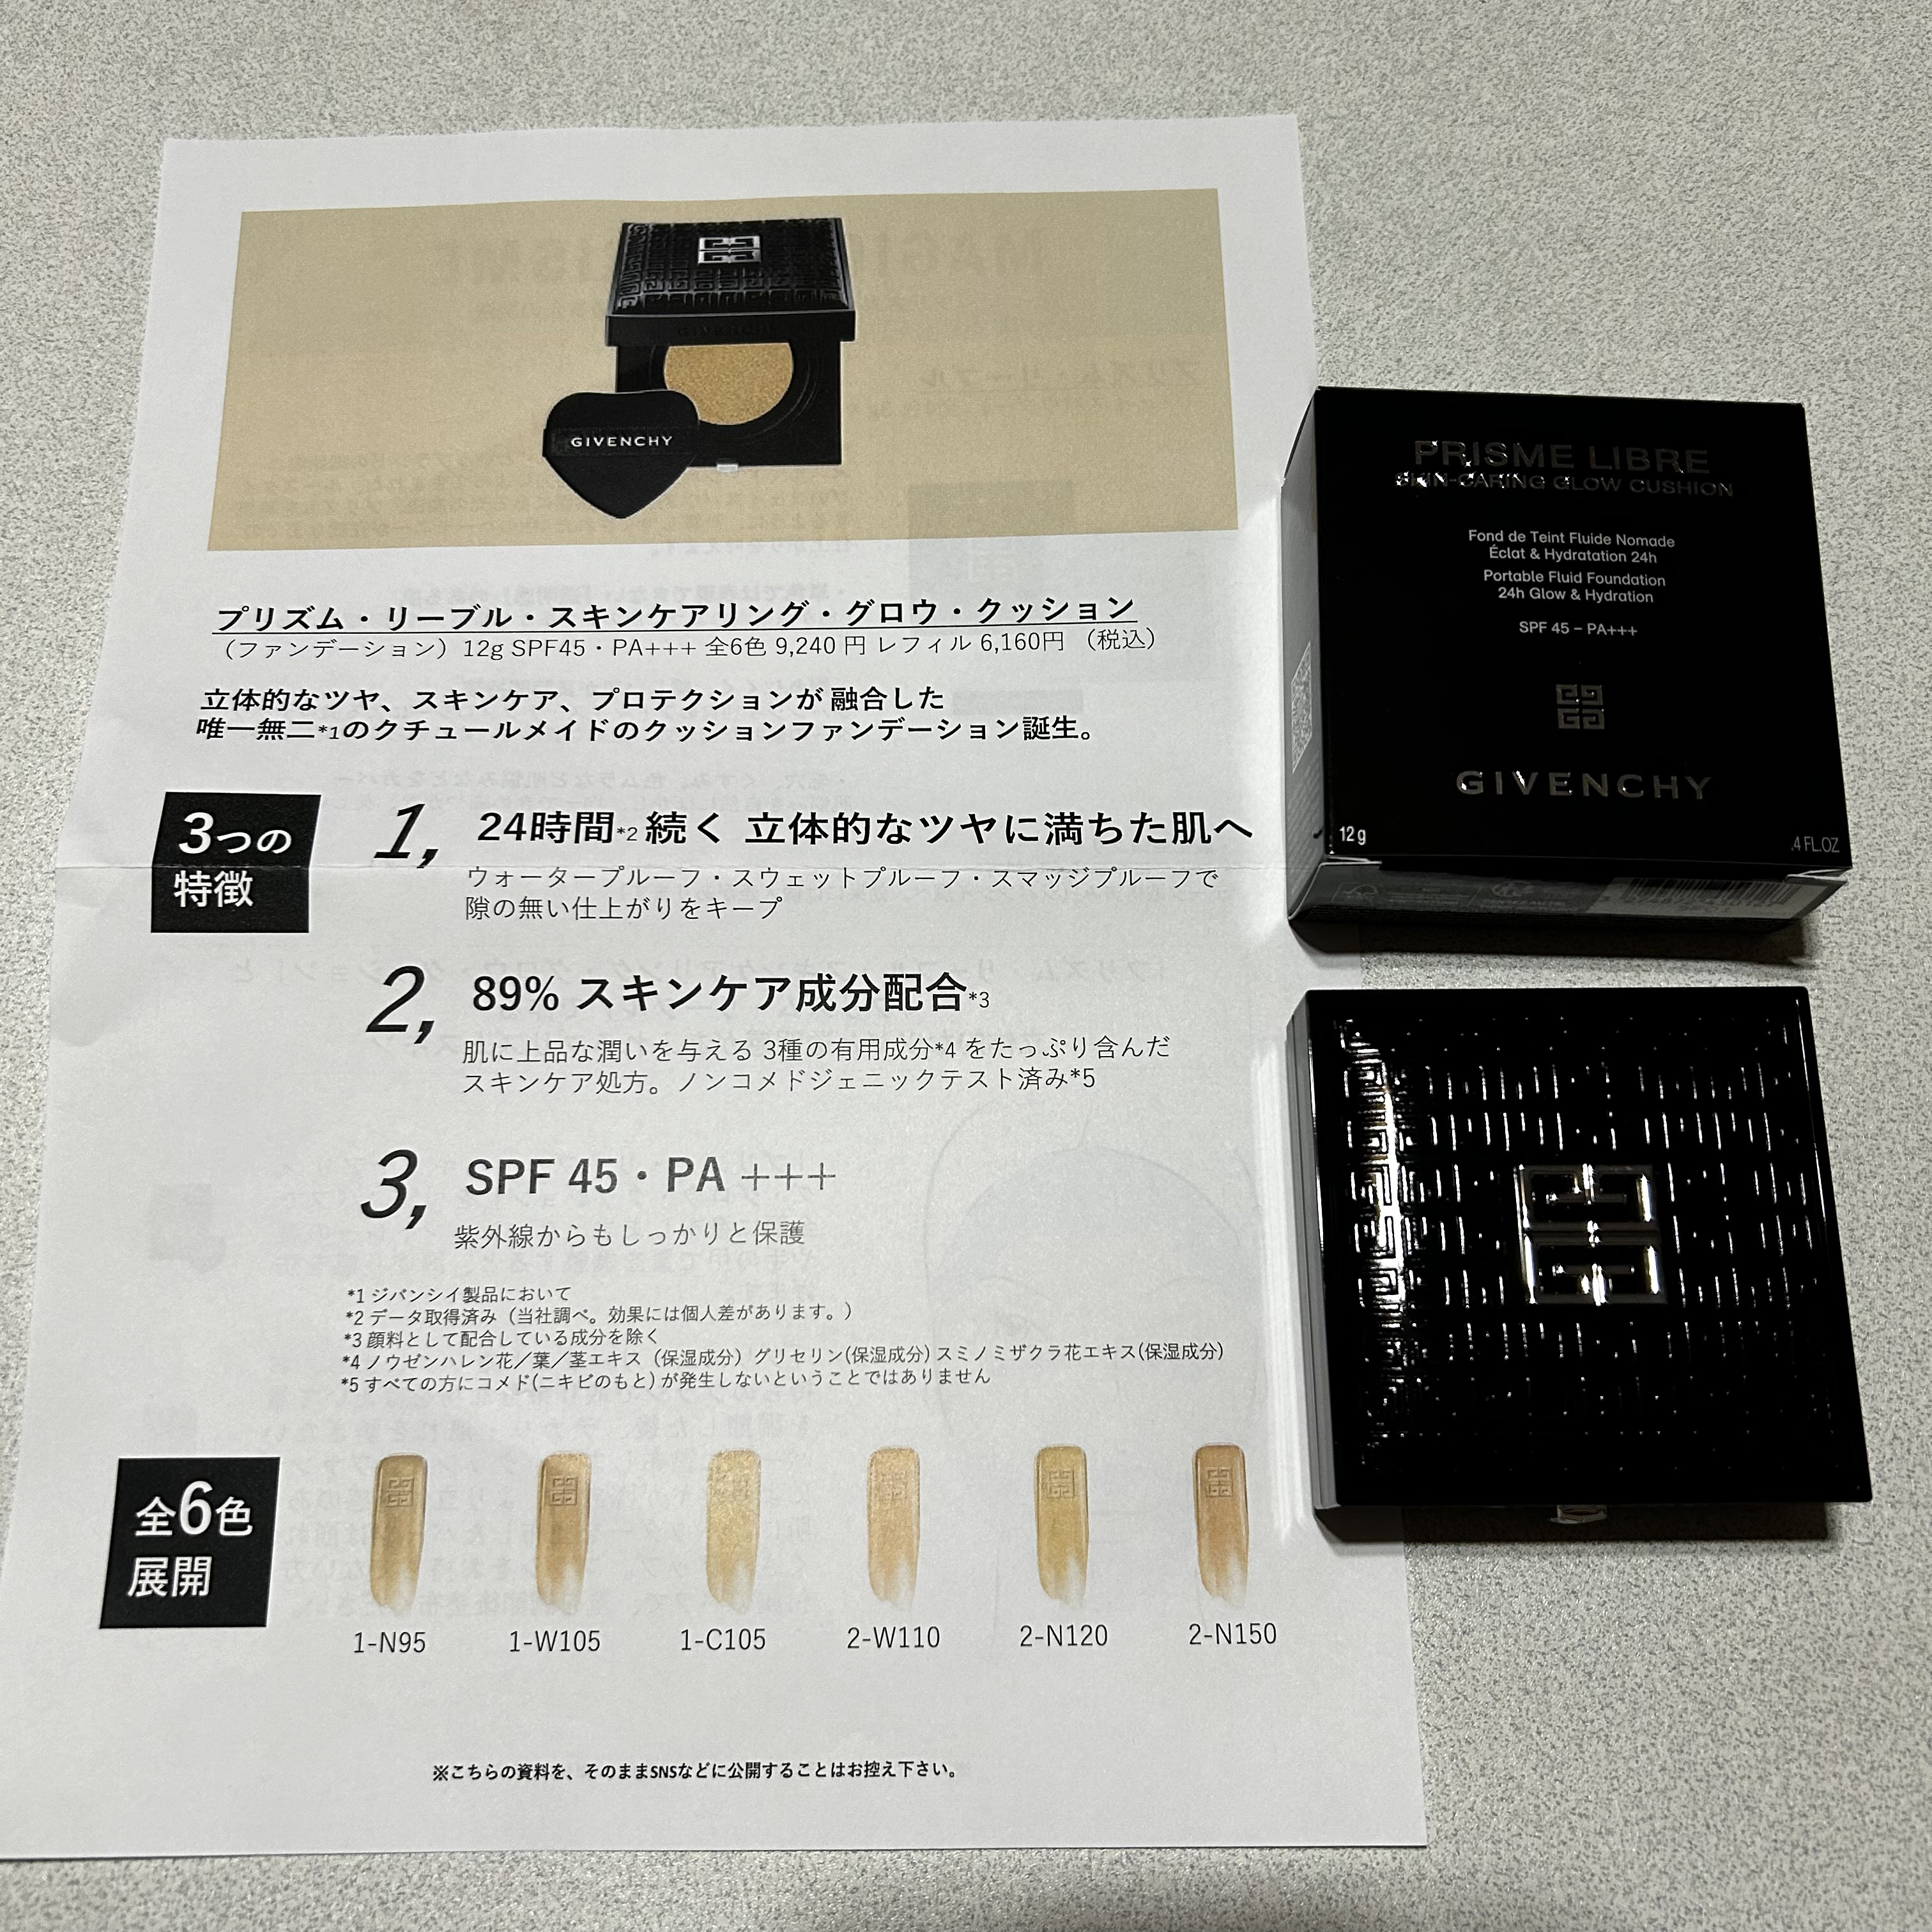 GIVENCHY
プリズム・リーブル・スキンケアリング・グロウ・クッション
（ファンデーション）12g SPF45・PA+++ 全6色 9,240 円 レフィル 6,160円 （税込）
立体的なツヤ、スキンケア、プロテクションが 融合した
唯一無二*1のクチュールメイドのクッションファンデーション誕生。
3つの
特徴
1, 24時間*2 続く 立体的なツヤに満ちた肌へ
ウォータープルーフ・スウェットプルーフ・スマッジプルーフで
隙の無い仕上がりをキープ
2, 89% スキンケア成分配合*3
肌に上品な潤いを与える 3種の有用成分*4 をたっぷり含んだ
スキンケア処方。ノンコメドジェニックテスト済み*5
3, SPF 45・PA +++
紫外線からもしっかりと保護
*1 ジバンシイ製品において
*2 データ取得済み（当社調べ。効果には個人差があります。）
*3 顔料として配合している成分を除く
*4 ノウゼンハレン花／葉／茎エキス（保湿成分）グリセリン(保湿成分) スミノミザクラ花エキス(保湿成分)
*5 すべての方にコメド(ニキビのもと) が発生しないということではありません
全6色
展開
1-N95 1-W105 1-C105 2-W110 2-N120 2-N150
※こちらの資料を、そのままSNSなどに公開することはお控え下さい。
PRISME LIBRE
SKIN-CARING GLOW CUSHION
Fond de Teint Fluide Nomade
Éclat & Hydratation 24h
Portable Fluid Foundation
24h Glow & Hydration
SPF 45 – PA+++
GIVENCHY
12 g .4 FL.OZ